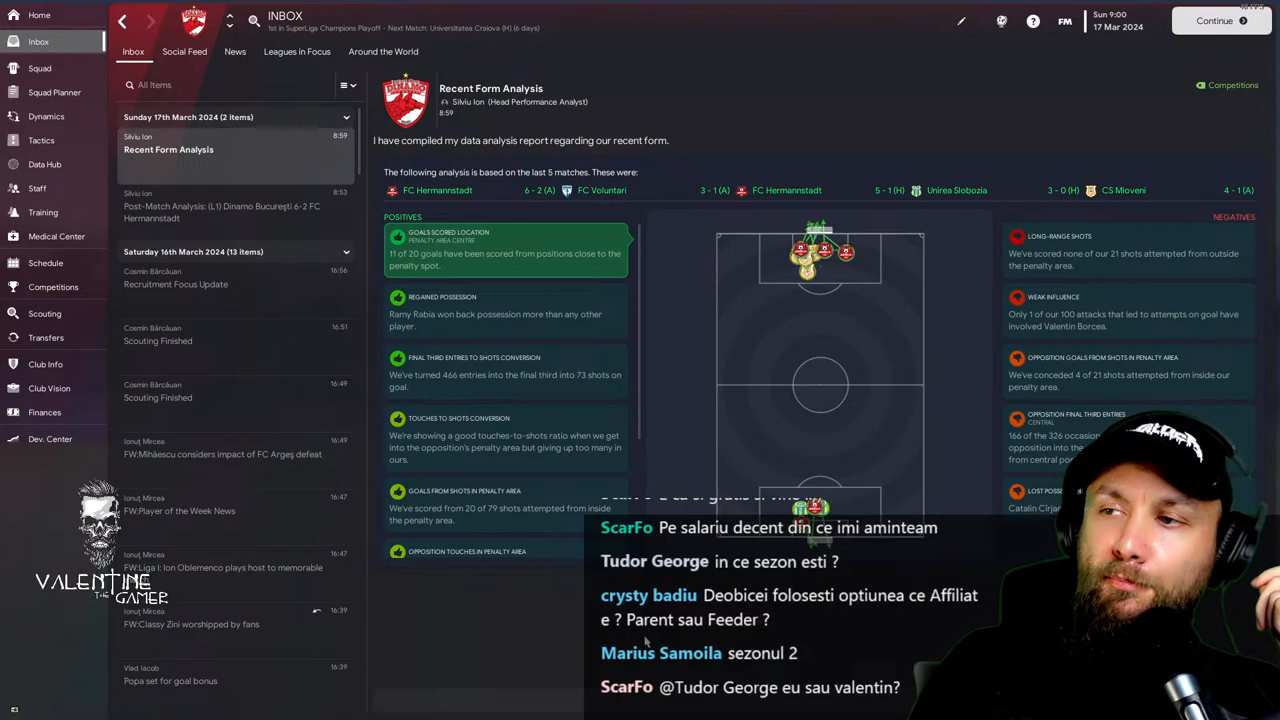 Home
Inbox
Squad
Squad Planner
Dynamics
Tactics
Data Hub
Staff
Training
Medical Center
Schedule
Competitions
Scouting
Transfers
Club Info
Club Vision
Finances
Dev. Center
INBOX
1st in SuperLiga Champions Playoff - Next Match: Universitatea Craiova (H) (6 days)
FM
Sun 9:00
17 Mar 2024
Continue
Inbox
Social Feed
News
Leagues in Focus
Around the World
All Items
Sunday 17th March 2024 (2 items)
Silviu Ion
8:59
Recent Form Analysis
Silviu Ion
8:53
Post-Match Analysis: (L1) Dinamo Bucureşti 6-2 FC
Hermannstadt
Saturday 16th March 2024 (13 items)
Cosmin Bărcăuan
16:56
Recruitment Focus Update
Cosmin Bărcăuan
16:51
Scouting Finished
Cosmin Bărcăuan
16:49
Scouting Finished
Ionuţ Mircea
16:49
FW:Mihăescu considers impact of FC Argeş defeat
Ionuţ Mircea
16:47
FW:Player of the Week News
Ionuţ Mircea
16:47
FW:Liga I: Ion Oblemenco plays host to memorable
Ionuţ Mircea
16:39
FW:Classy Zini worshipped by fans
Vlad Iacob
16:39
Popa set for goal bonus
Recent Form Analysis
Silviu Ion (Head Performance Analyst)
8:59
Competitions
I have compiled my data analysis report regarding our recent form.
The following analysis is based on the last 5 matches. These were:
FC Hermannstadt 6 - 2 (A) FC Voluntari 3 - 1 (A) FC Hermannstadt 5 - 1 (H) Unirea Slobozia 3 - 0 (H) CS Mioveni 4 - 1 (A)
POSITIVES
GOALS SCORED LOCATION
PENALTY AREA CENTRE
11 of 20 goals have been scored from positions close to the
penalty spot.
REGAINED POSSESSION
Ramy Rabia won back possession more than any other
player.
FINAL THIRD ENTRIES TO SHOTS CONVERSION
We've turned 466 entries into the final third into 73 shots on
goal.
TOUCHES TO SHOTS CONVERSION
We're showing a good touches-to-shots ratio when we get
into the opposition's penalty area but giving up too many in
ours.
GOALS FROM SHOTS IN PENALTY AREA
We've scored from 20 of 79 shots attempted from inside
the penalty area.
OPPOSITION TOUCHES IN PENALTY AREA
NEGATIVES
LONG-RANGE SHOTS
We've scored none of our 21 shots attempted from outside
the penalty area.
WEAK INFLUENCE
Only 1 of our 100 attacks that led to attempts on goal have
involved Valentin Borcea.
OPPOSITION GOALS FROM SHOTS IN PENALTY AREA
We've conceded 4 of 21 shots attempted from inside our
penalty area.
OPPOSITION FINAL THIRD ENTRIES
CENTRAL
166 of the 326
opposition into the
from central
LOST
Catalin Cîrjan
VALENTINE
THE GAMER
ScarFo Pe salariu decent din ce imi aminteam
Tudor George in ce sezon esti ?
crysty badiu Deobicei folosesti optiunea ce Affiliat
e ? Parent sau Feeder ?
Marius Samoila sezonul 2
ScarFo @Tudor George eu sau valentin?